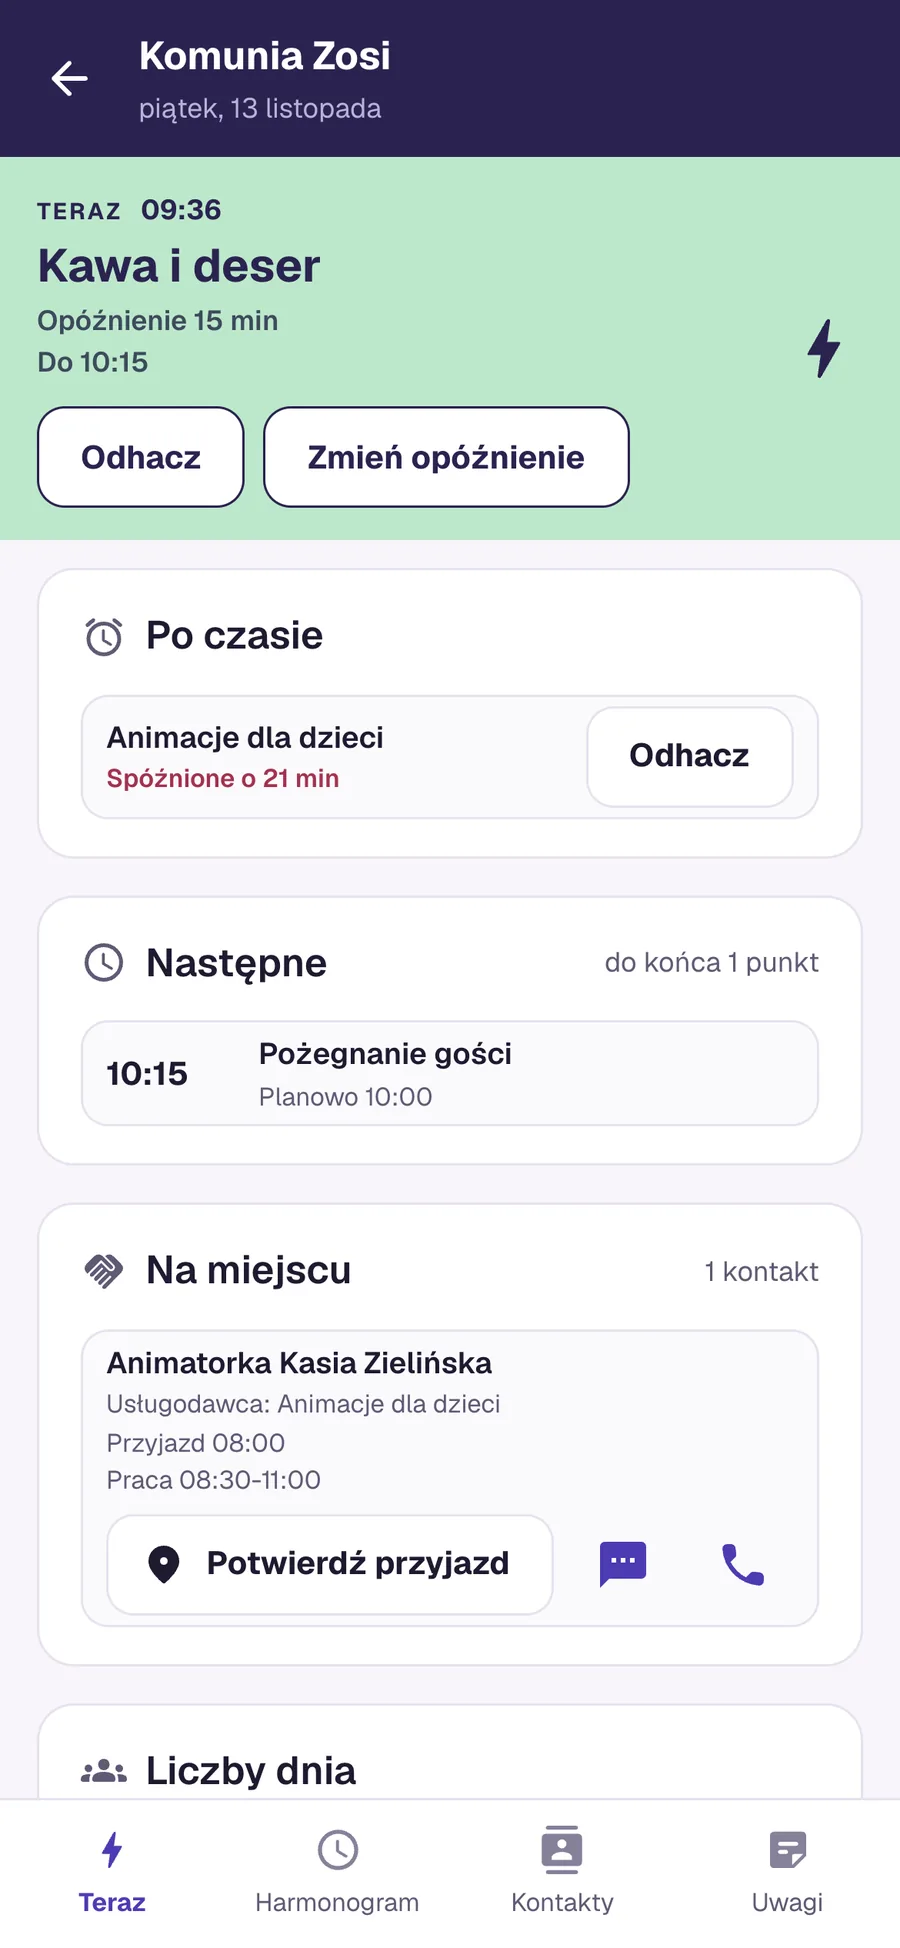 Komunia Zosi
piątek, 13 listopada
TERAZ 09:36
Kawa i deser
Opóźnienie 15 min
Do 10:15
Odhacz
Zmień opóźnienie
Po czasie
Animacje dla dzieci
Spóźnione o 21 min
Odhacz
Następne
do końca 1 punkt
10:15
Pożegnanie gości
Planowo 10:00
Na miejscu
1 kontakt
Animatorka Kasia Zielińska
Usługodawca: Animacje dla dzieci
Przyjazd 08:00
Praca 08:30-11:00
Potwierdź przyjazd
Liczby dnia
Teraz
Harmonogram
Kontakty
Uwagi